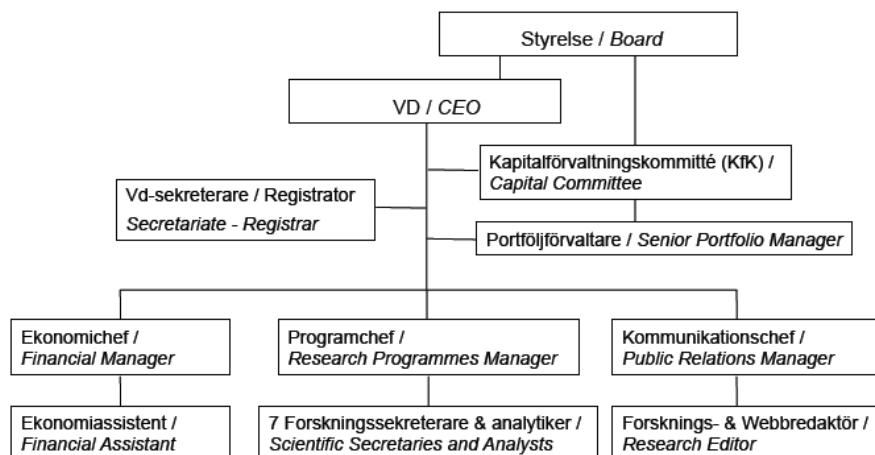 Styrelse / Board
VD / CEO
Kapitalförvaltningskommitté (KfK) /
Capital Committee
Vd-sekreterare / Registrator
Secretariate - Registrar
Portföljförvaltare / Senior Portfolio Manager
Ekonomichef /
Financial Manager
Programchef /
Research Programmes Manager
Kommunikationschef /
Public Relations Manager
Ekonomiassistent /
Financial Assistant
7 Forskningssekreterare & analytiker /
Scientific Secretaries and Analysts
Forsknings- & Webbredaktör /
Research Editor